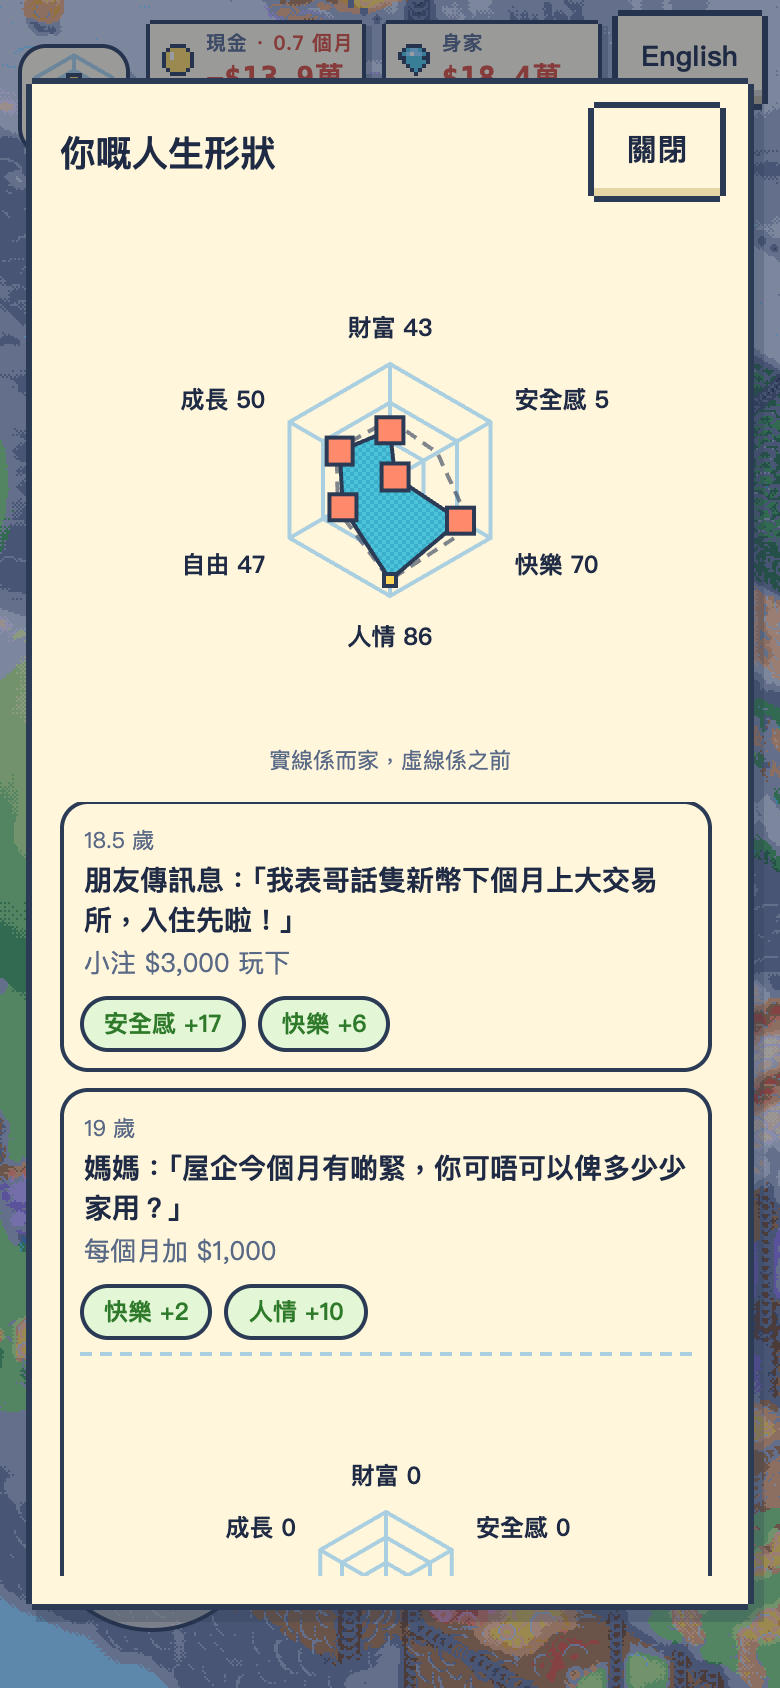 現金 · 0.7 個月
-$13.9萬
身家
$18.4萬
English
你嘅人生形狀
關閉
財富 43
成長 50
安全感 5
自由 47
快樂 70
人情 86
實線係而家，虛線係之前
18.5 歲
朋友傳訊息：「我表哥話隻新幣下個月上大交易
所，入住先啦！」
小注 $3,000 玩下
安全感 +17
快樂 +6
19 歲
媽媽：「屋企今個月有啲緊，你可唔可以俾多少少
家用？」
每個月加 $1,000
快樂 +2
人情 +10
財富 0
成長 0
安全感 0